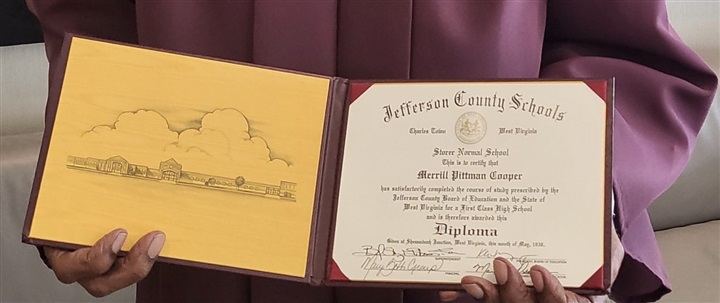 Jefferson County Schools
Charles Town West Virginia
Storer Normal School
This is to certify that
Merrill Pittman Cooper
has satisfactorily completed the course of study prescribed by the
Jefferson County Board of Education and the State of
West Virginia for a First Class High School
and is therefore awarded this
Diploma
Given at Shenandoah Junction, West Virginia, this month of May, 1938.
SUPERINTENDENT
PRINCIPAL